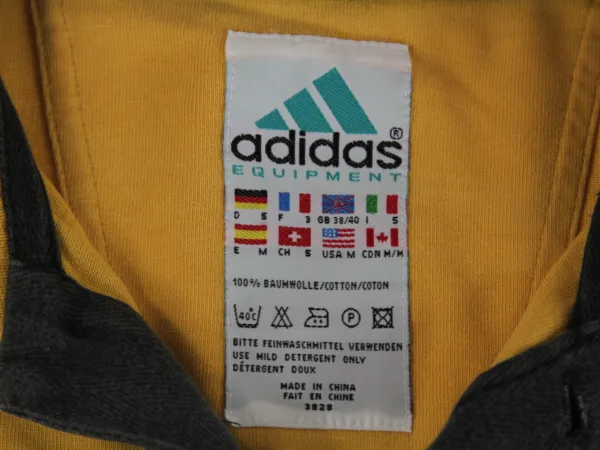 adidas®
EQUIPMENT
D 5 F 3 GB 38/40 I 5
E M CH 5 USA M CDN M/M
100% BAUMWOLLE/COTTON/COTON
40C P
BITTE FEINWASCHMITTEL VERWENDEN
USE MILD DETERGENT ONLY
DÉTERGENT DOUX
MADE IN CHINA
FAIT EN CHINE
3828